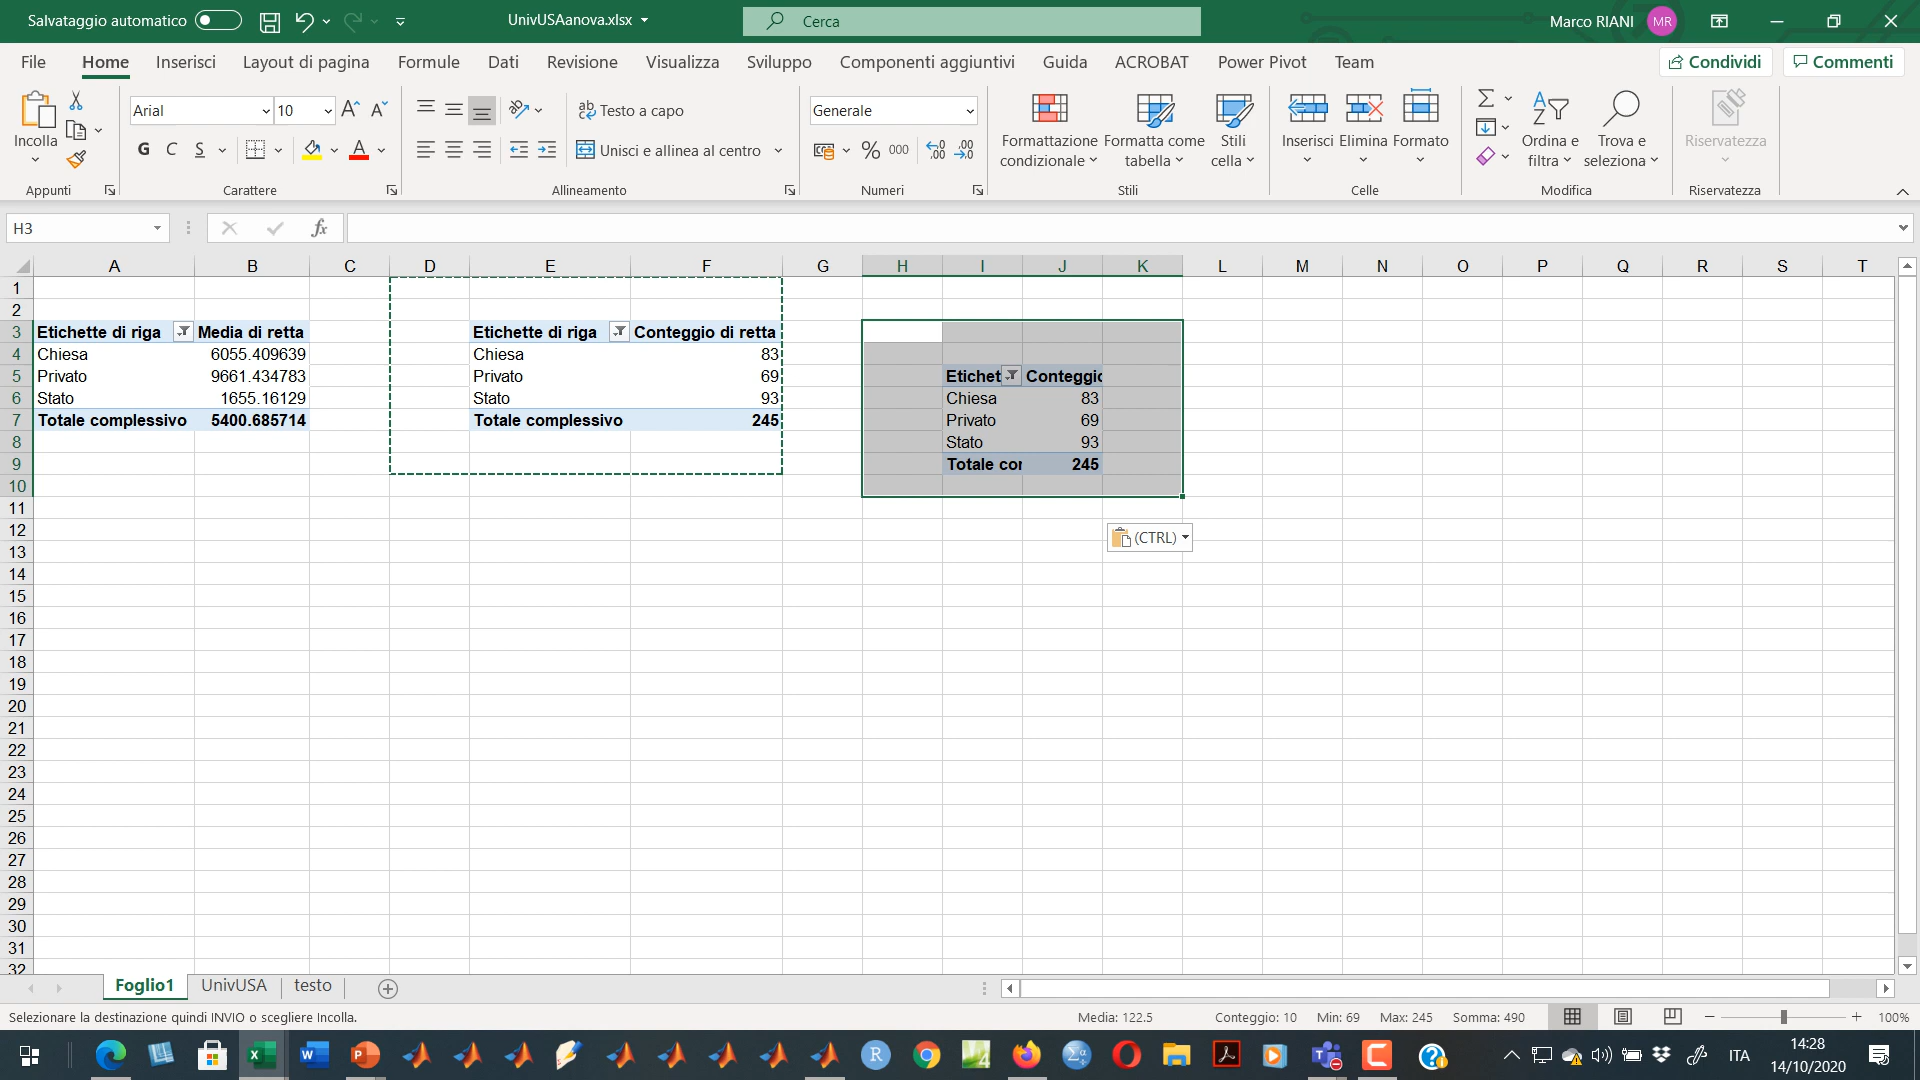 Salvataggio automatico
UnivUSAanova.xlsx
Cerca
Marco RIANI MR
File Home Inserisci Layout di pagina Formule Dati Revisione Visualizza Sviluppo Componenti aggiuntivi Guida ACROBAT Power Pivot Team Condividi Commenti
Incolla
Appunti
Arial 10
G C S
Carattere
Testo a capo
Unisci e allinea al centro
Allineamento
Generale
% 000
Numeri
Formattazione condizionale
Formatta come tabella
Stili cella
Stili
Inserisci Elimina Formato
Celle
Ordina e filtra
Trova e seleziona
Modifica
Riservatezza
Riservatezza
H3 fx
A B C D E F G H I J K L M N O P Q R S T
1
2
3 Etichette di riga Media di retta Etichette di riga Conteggio di retta
4 Chiesa 6055.409639 Chiesa 83
5 Privato 9661.434783 Privato 69 Etichet Conteggio
6 Stato 1655.16129 Stato 93 Chiesa 83
7 Totale complessivo 5400.685714 Totale complessivo 245 Privato 69
8 Stato 93
9 Totale cor 245
10
11
12 (CTRL)
13
14
15
16
17
18
19
20
21
22
23
24
25
26
27
28
29
30
31
32
Foglio1 UnivUSA testo
Selezionare la destinazione quindi INVIO o scegliere Incolla. Media: 122.5 Conteggio: 10 Min: 69 Max: 245 Somma: 490 100%
ITA 14:28
14/10/2020